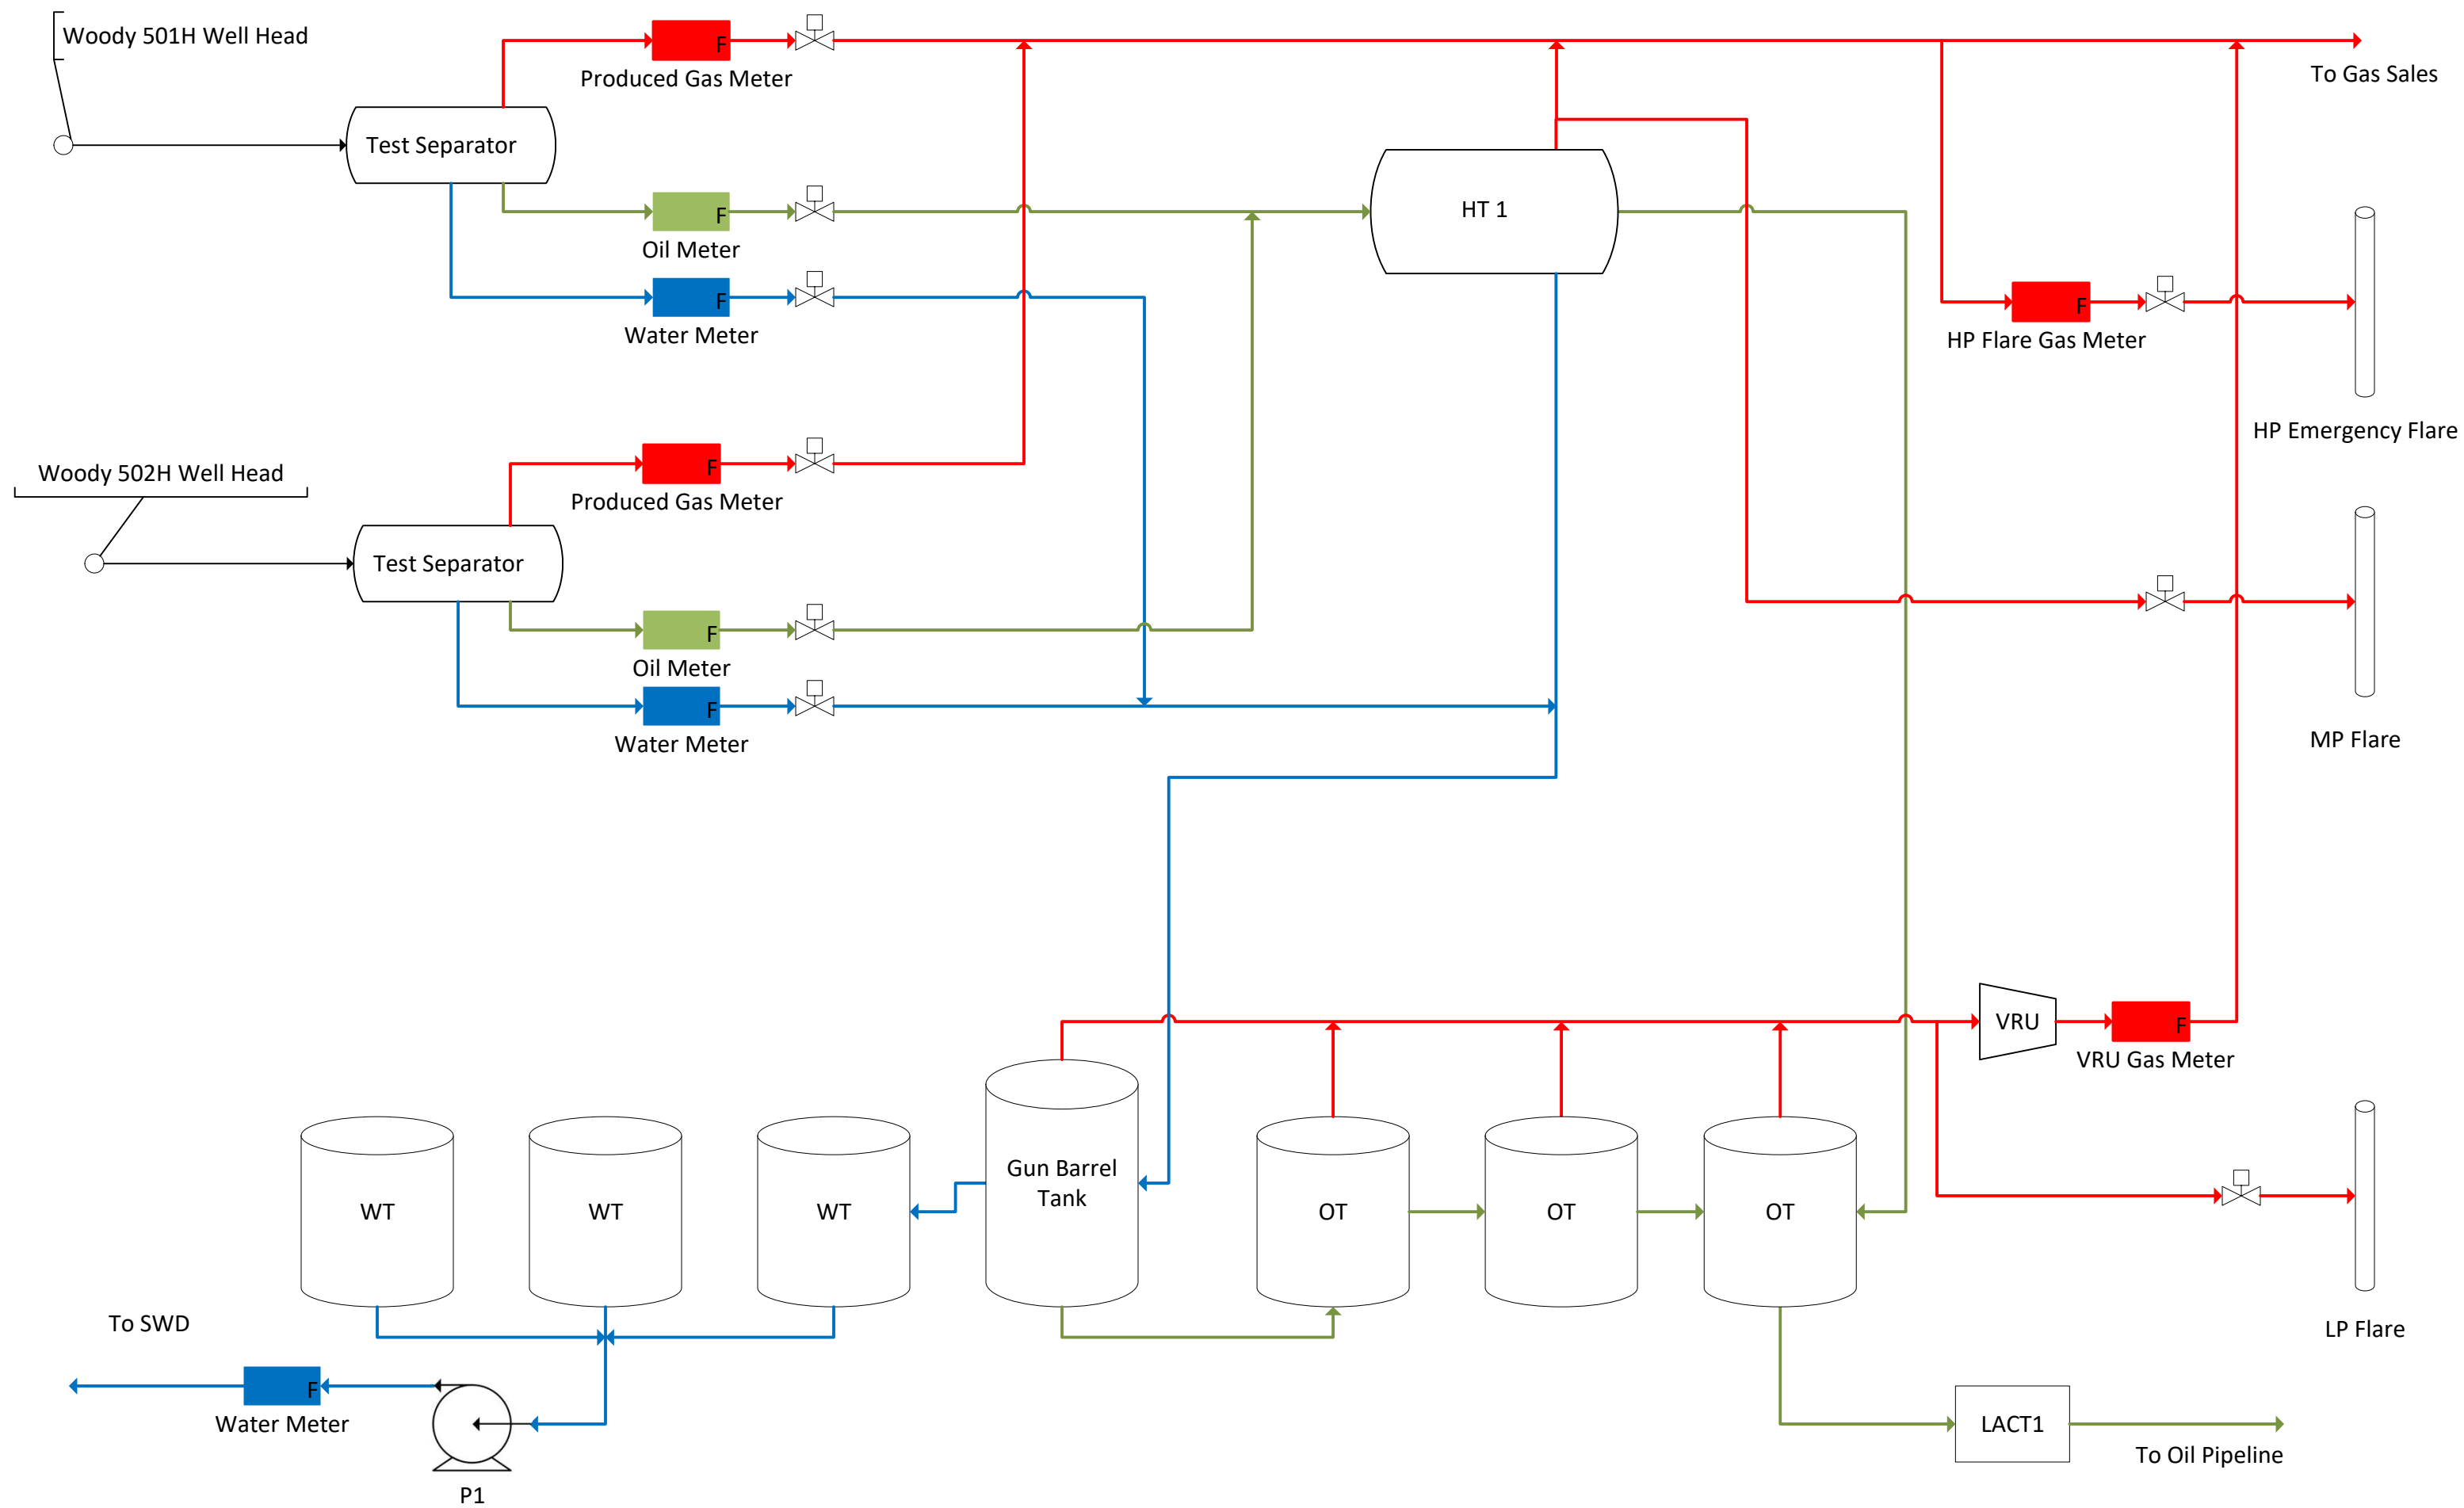 Woody 501H Well Head
F
Produced Gas Meter
To Gas Sales
Test Separator
HT 1
F
Oil Meter
F
Water Meter
F
HP Flare Gas Meter
HP Emergency Flare
Woody 502H Well Head
F
Produced Gas Meter
Test Separator
F
Oil Meter
F
Water Meter
MP Flare
VRU
F
VRU Gas Meter
Gun Barrel
Tank
WT
WT
WT
OT
OT
OT
To SWD
LP Flare
F
Water Meter
LACT1
To Oil Pipeline
P1